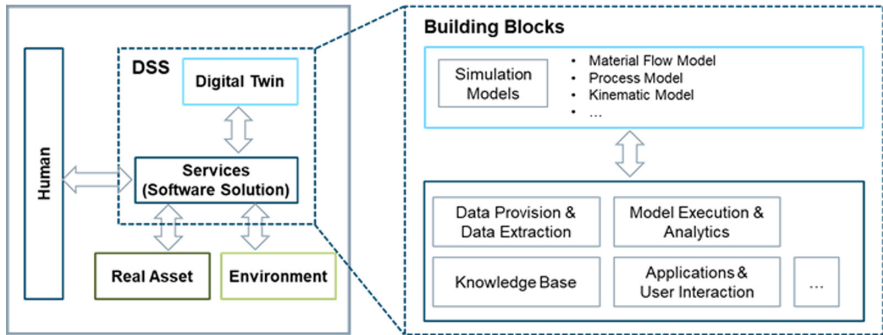 Human
DSS
Digital Twin
Services
(Software Solution)
Real Asset
Environment
Building Blocks
Simulation
Models
• Material Flow Model
• Process Model
• Kinematic Model
• ...
Data Provision &
Data Extraction
Model Execution &
Analytics
Knowledge Base
Applications &
User Interaction
...